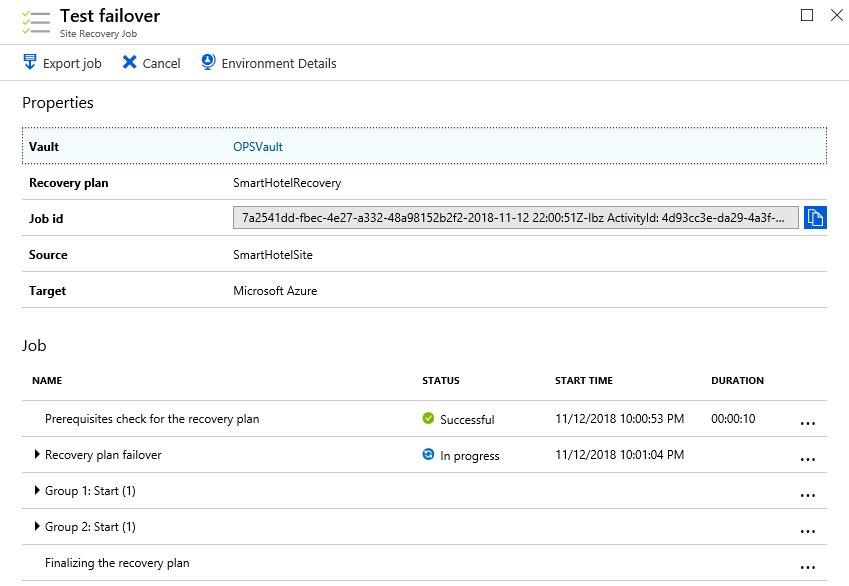 Test failover
Site Recovery Job
Export job Cancel Environment Details
Properties
Vault OPSVault
Recovery plan SmartHotelRecovery
Job id 7a2541dd-fbec-4e27-a332-48a98152b2f2-2018-11-12 22:00:51Z-Ibz ActivityId: 4d93cc3e-da29-4a3f-...
Source SmartHotelSite
Target Microsoft Azure
Job
NAME STATUS START TIME DURATION
Prerequisites check for the recovery plan Successful 11/12/2018 10:00:53 PM 00:00:10 ...
Recovery plan failover In progress 11/12/2018 10:01:04 PM ...
Group 1: Start (1) ...
Group 2: Start (1) ...
Finalizing the recovery plan ...